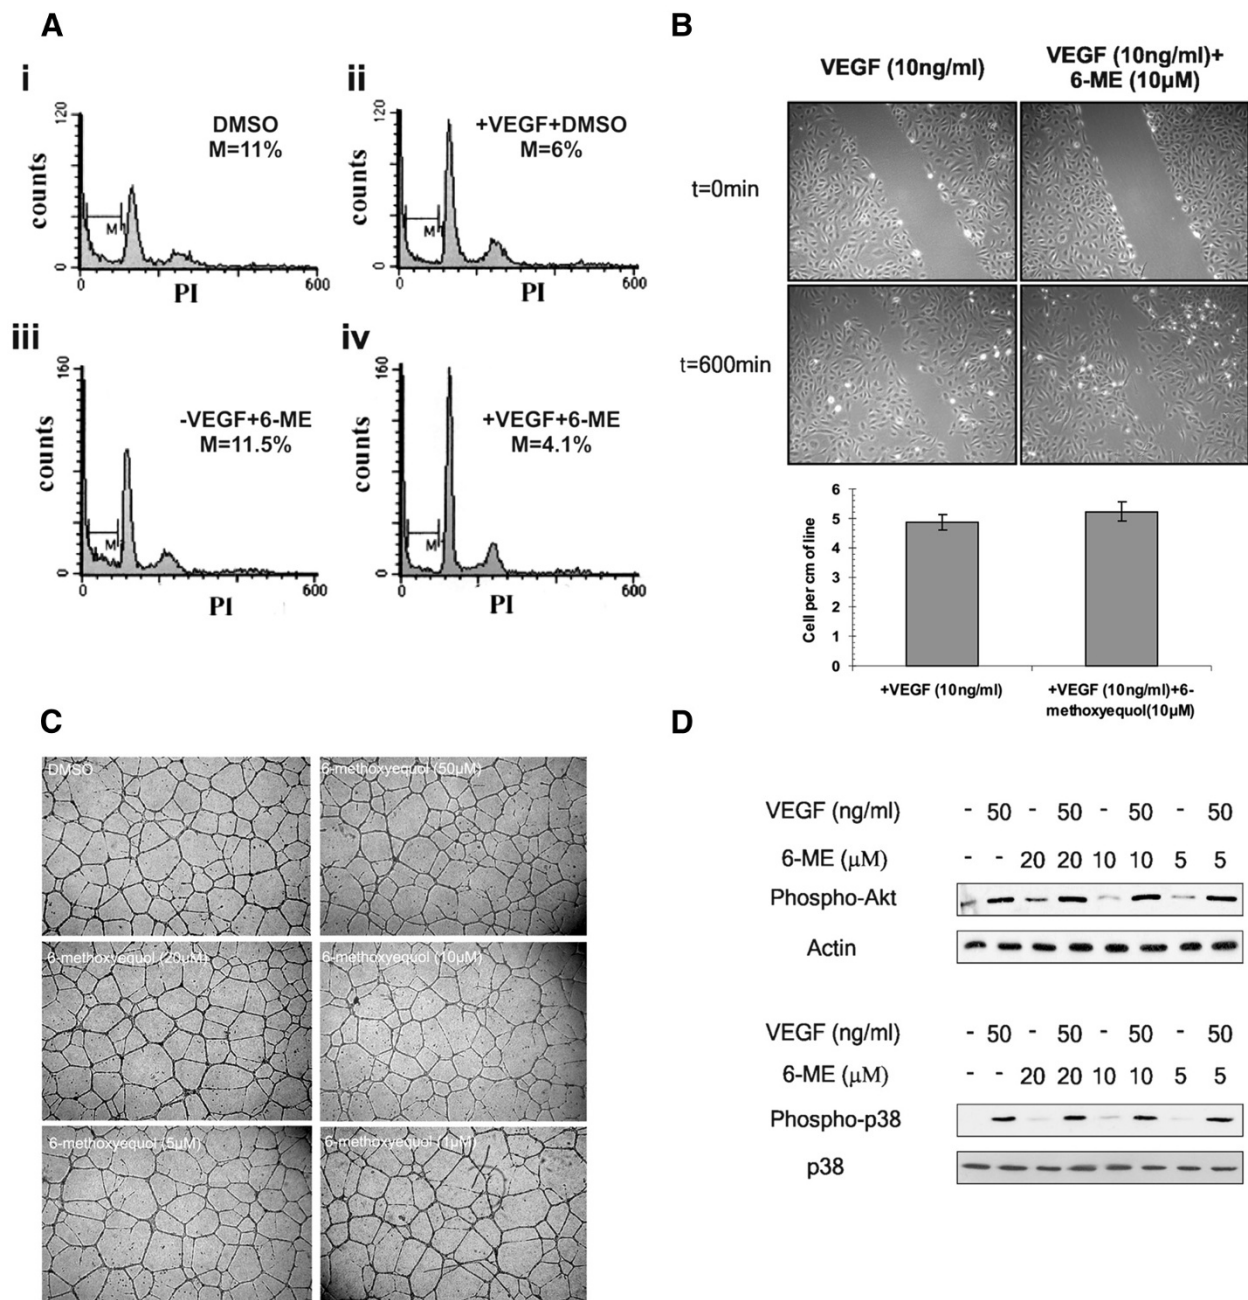 A
i
120
DMSO
M=11%
counts
M
0
0
600
PI
ii
120
+VEGF+DMSO
M=6%
counts
M
0
0
600
PI
iii
160
-VEGF+6-ME
M=11.5%
counts
M
0
0
600
PI
iv
160
+VEGF+6-ME
M=4.1%
counts
M
0
0
600
PI
B
VEGF (10ng/ml)
VEGF (10ng/ml)+
6-ME (10µM)
t=0min
t=600min
6
5
4
3
2
1
0
Cell per cm of line
+VEGF (10ng/ml)
+VEGF (10ng/ml)+6-
methoxyequol(10µM)
C
DMSO
6-methoxyequol (50µM)
6-methoxyequol (20µM)
6-methoxyequol (10µM)
6-methoxyequol (5µM)
6-methoxyequol (1µM)
D
VEGF (ng/ml) - 50 - 50 - 50 - 50
6-ME (µM) - - 20 20 10 10 5 5
Phospho-Akt
Actin
VEGF (ng/ml) - 50 - 50 - 50 - 50
6-ME (µM) - - 20 20 10 10 5 5
Phospho-p38
p38